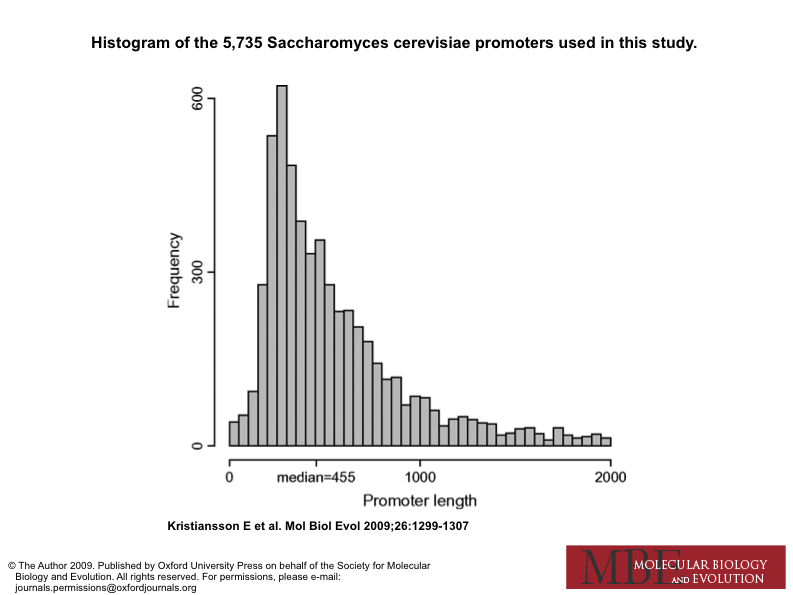 Histogram of the 5,735 Saccharomyces cerevisiae promoters used in this study.
600
300
0
Frequency
0
median=455
1000
2000
Promoter length
Kristiansson E et al. Mol Biol Evol 2009;26:1299-1307
© The Author 2009. Published by Oxford University Press on behalf of the Society for Molecular
Biology and Evolution. All rights reserved. For permissions, please e-mail:
journals.permissions@oxfordjournals.org
MBE
MOLECULAR BIOLOGY
AND EVOLUTION